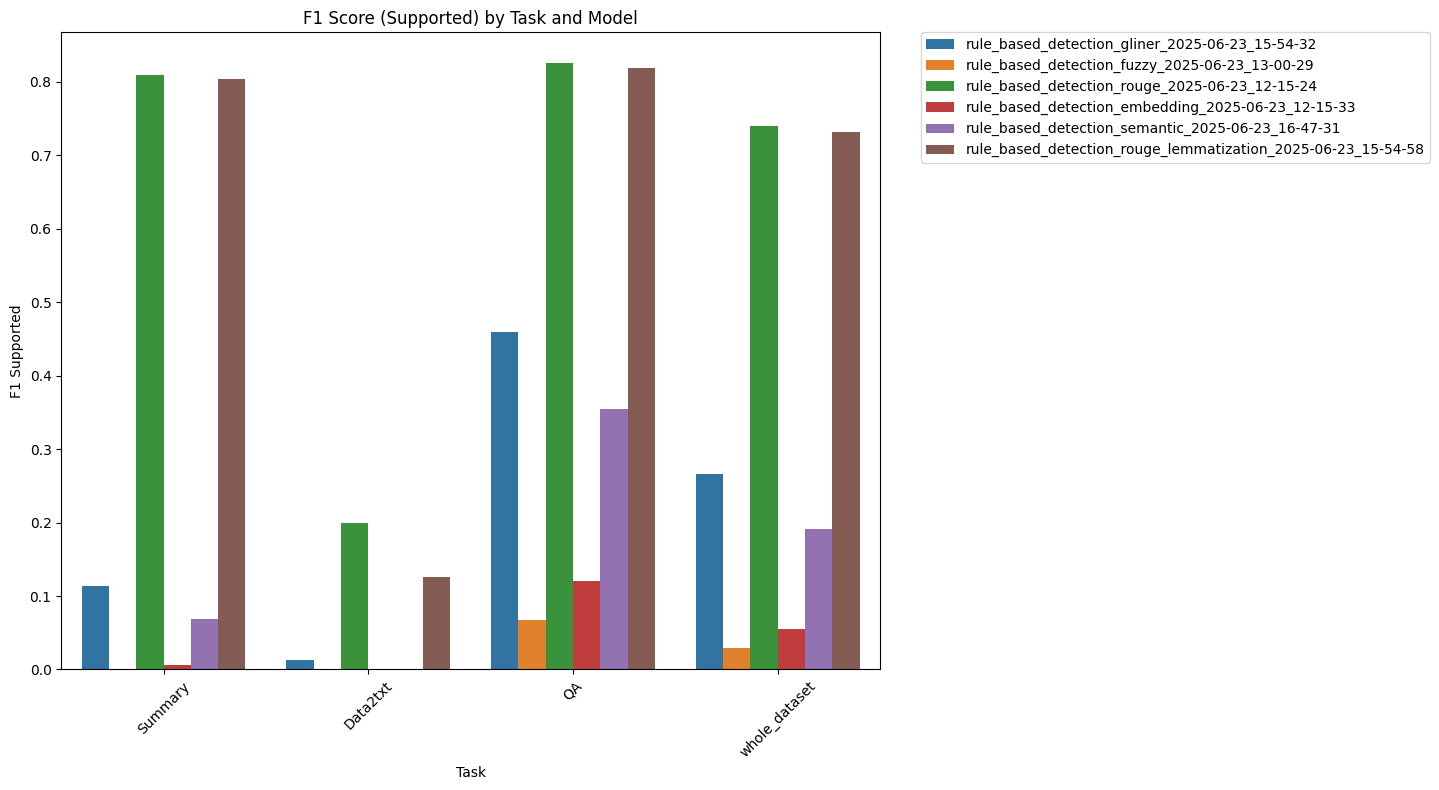 F1 Score (Supported) by Task and Model
rule_based_detection_gliner_2025-06-23_15-54-32
rule_based_detection_fuzzy_2025-06-23_13-00-29
rule_based_detection_rouge_2025-06-23_12-15-24
rule_based_detection_embedding_2025-06-23_12-15-33
rule_based_detection_semantic_2025-06-23_16-47-31
rule_based_detection_rouge_lemmatization_2025-06-23_15-54-58
F1 Supported
0.8
0.7
0.6
0.5
0.4
0.3
0.2
0.1
0.0
Summary
Data2txt
QA
whole_dataset
Task